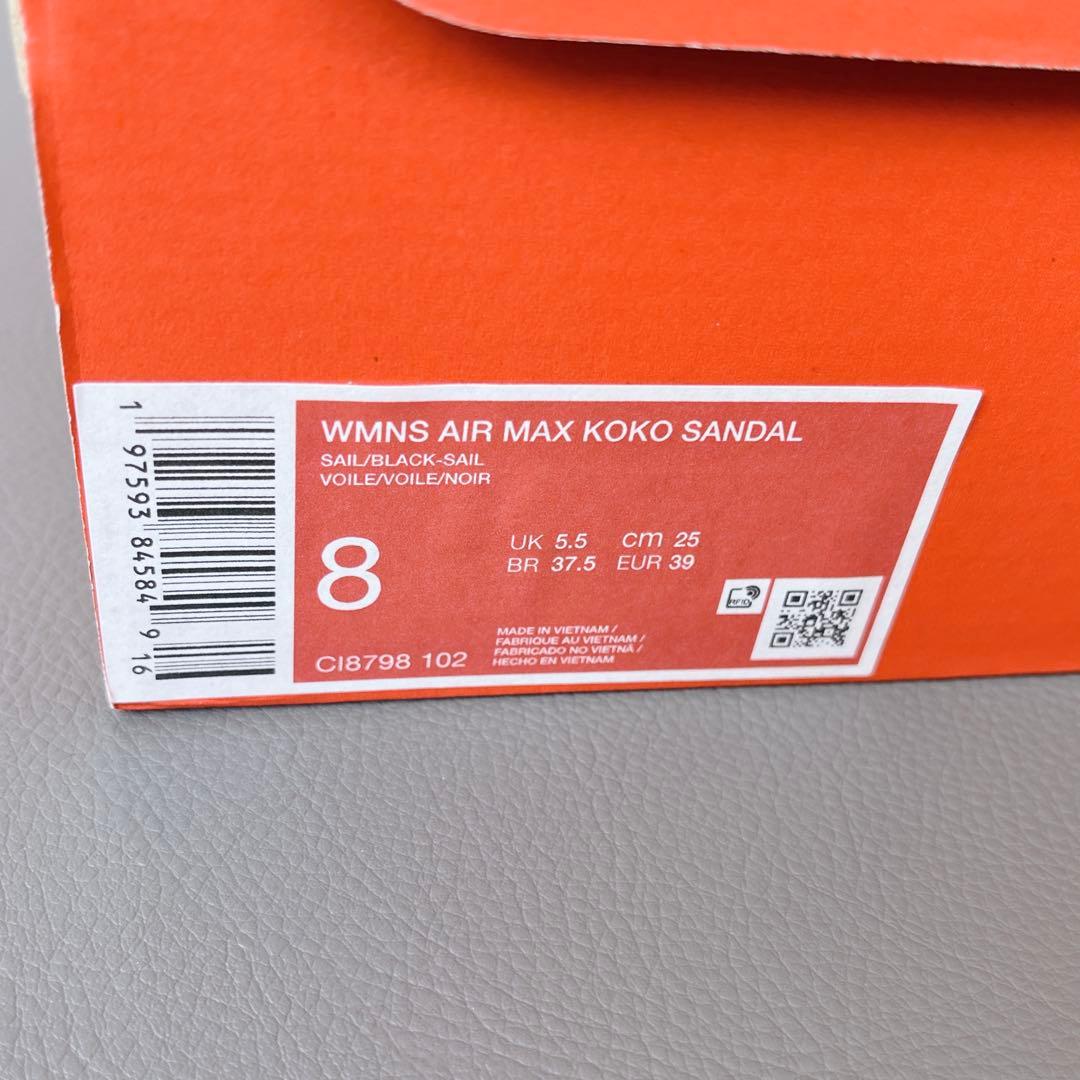 WMNS AIR MAX KOKO SANDAL
SAIL/BLACK-SAIL
VOILE/VOILE/NOIR
8
UK 5.5 cm 25
BR 37.5 EUR 39
RFID
MADE IN VIETNAM /
FABRIQUE AU VIETNAM /
FABRICADO NO VIETNÃ /
HECHO EN VIETNAM
CI8798 102
1 97593 84584 9 16